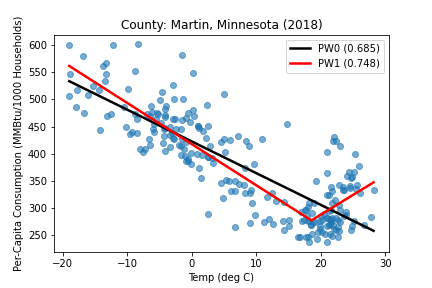 County: Martin, Minnesota (2018)
PW0 (0.685)
PW1 (0.748)
Per-Capita Consumption (MMBtu/1000 Households)
600
550
500
450
400
350
300
250
−20
−10
0
10
20
30
Temp (deg C)